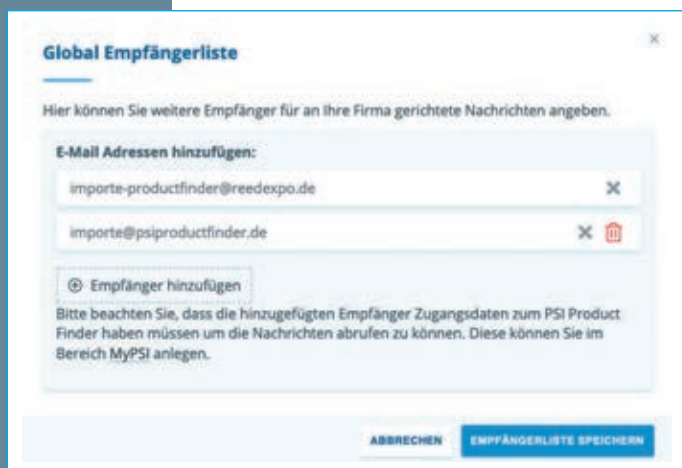 Global Empfängerliste
Hier können Sie weitere Empfänger für an Ihre Firma gerichtete Nachrichten angeben.
E-Mail Adressen hinzufügen:
importe-productfinder@reedexpo.de
importe@psiproductfinder.de
Empfänger hinzufügen
Bitte beachten Sie, dass die hinzugefügten Empfänger Zugangsdaten zum PSI Product
Finder haben müssen um die Nachrichten abrufen zu können. Diese können Sie im
Bereich MyPSI anlegen.
ABBRECHEN EMPFÄNGERLISTE SPEICHERN